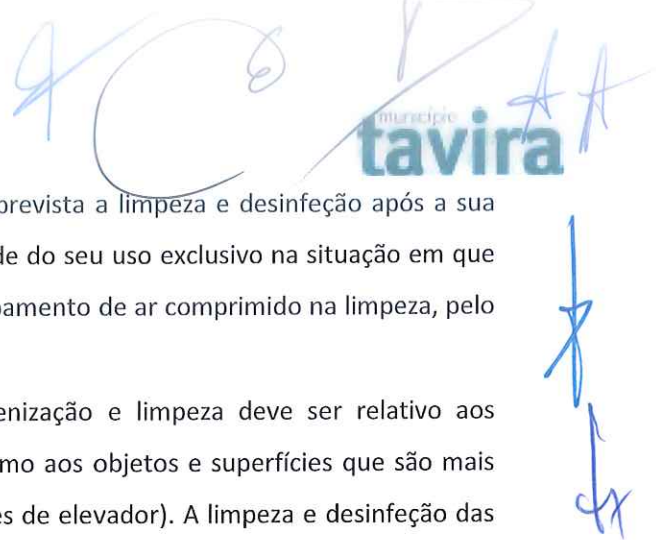 município
tavira
prevista a limpeza e desinfeção após a sua
de do seu uso exclusivo na situação em que
amento de ar comprimido na limpeza, pelo
enização e limpeza deve ser relativo aos
mo aos objetos e superfícies que são mais
es de elevador). A limpeza e desinfeção das